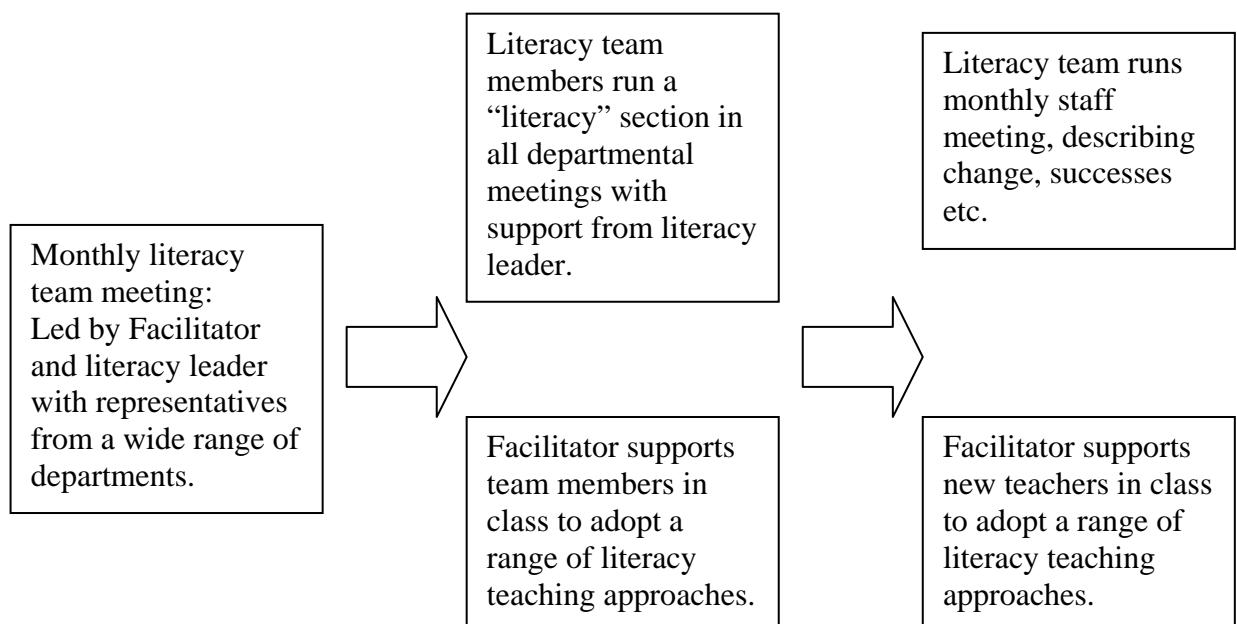 Monthly literacy
team meeting:
Led by Facilitator
and literacy leader
with representatives
from a wide range of
departments.
Literacy team
members run a
“literacy” section in
all departmental
meetings with
support from literacy
leader.
Facilitator supports
team members in
class to adopt a
range of literacy
teaching approaches.
Literacy team runs
monthly staff
meeting, describing
change, successes
etc.
Facilitator supports
new teachers in class
to adopt a range of
literacy teaching
approaches.